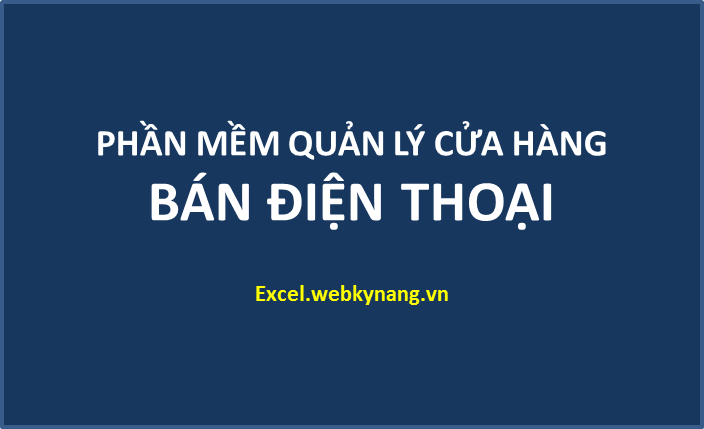 PHẦN MỀM QUẢN LÝ CỬA HÀNG
BÁN ĐIỆN THOẠI
Excel.webkynang.vn